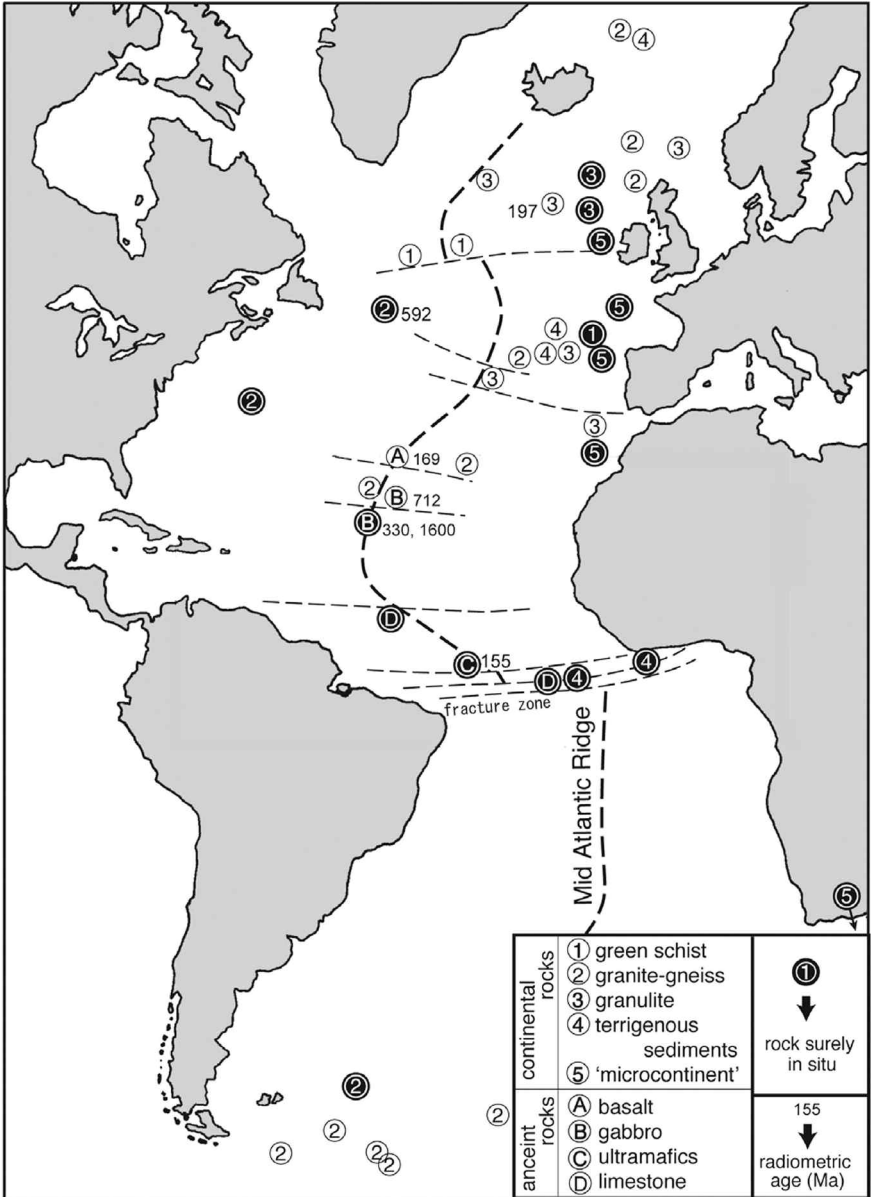 ② ④
② ③
③ ③ ②
197 ③ ③
① ① ⑤
② 592 ⑤
④ ①
② ④ ③ ⑤
③
② ③
⑤
Ⓐ 169 ②
② Ⓑ 712
Ⓑ 330, 1600
Ⓓ
Ⓒ 155 ④
Ⓓ ④
fracture zone
Mid Atlantic Ridge
⑤
②
② ②
② ② ②
continental rocks
① green schist
② granite-gneiss
③ granulite
④ terrigenous
sediments
⑤ 'microcontinent'
anceint rocks
Ⓐ basalt
Ⓑ gabbro
Ⓒ ultramafics
Ⓓ limestone
①
rock surely
in situ
155
radiometric
age (Ma)